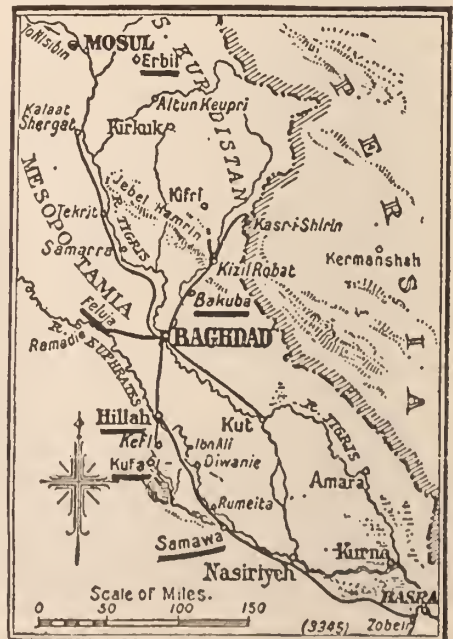 To Nisibin
MOSUL
Erbil
S. KURDISTAN
PERSIA
Altun Keupri
Kalaat
Shergat
Kirkuk
MESOPOTAMIA
Kifri
Jebel Hamrin
Tekrit
R. TIGRIS
Kasr-i-Shirin
Samarra
Kermanshah
Kizil Robat
Bakuba
Feluja
Ramadie
BAGHDAD
R. EUPHRATES
Hillah
Kut
R. TIGRIS
Kefl
Ibn Ali
Diwanie
Kufa
Amara
Rumeita
Samawa
Kurna
Nasiriyeh
BASRA
Scale of Miles.
0 50 100 150
(3345)
Zobeir